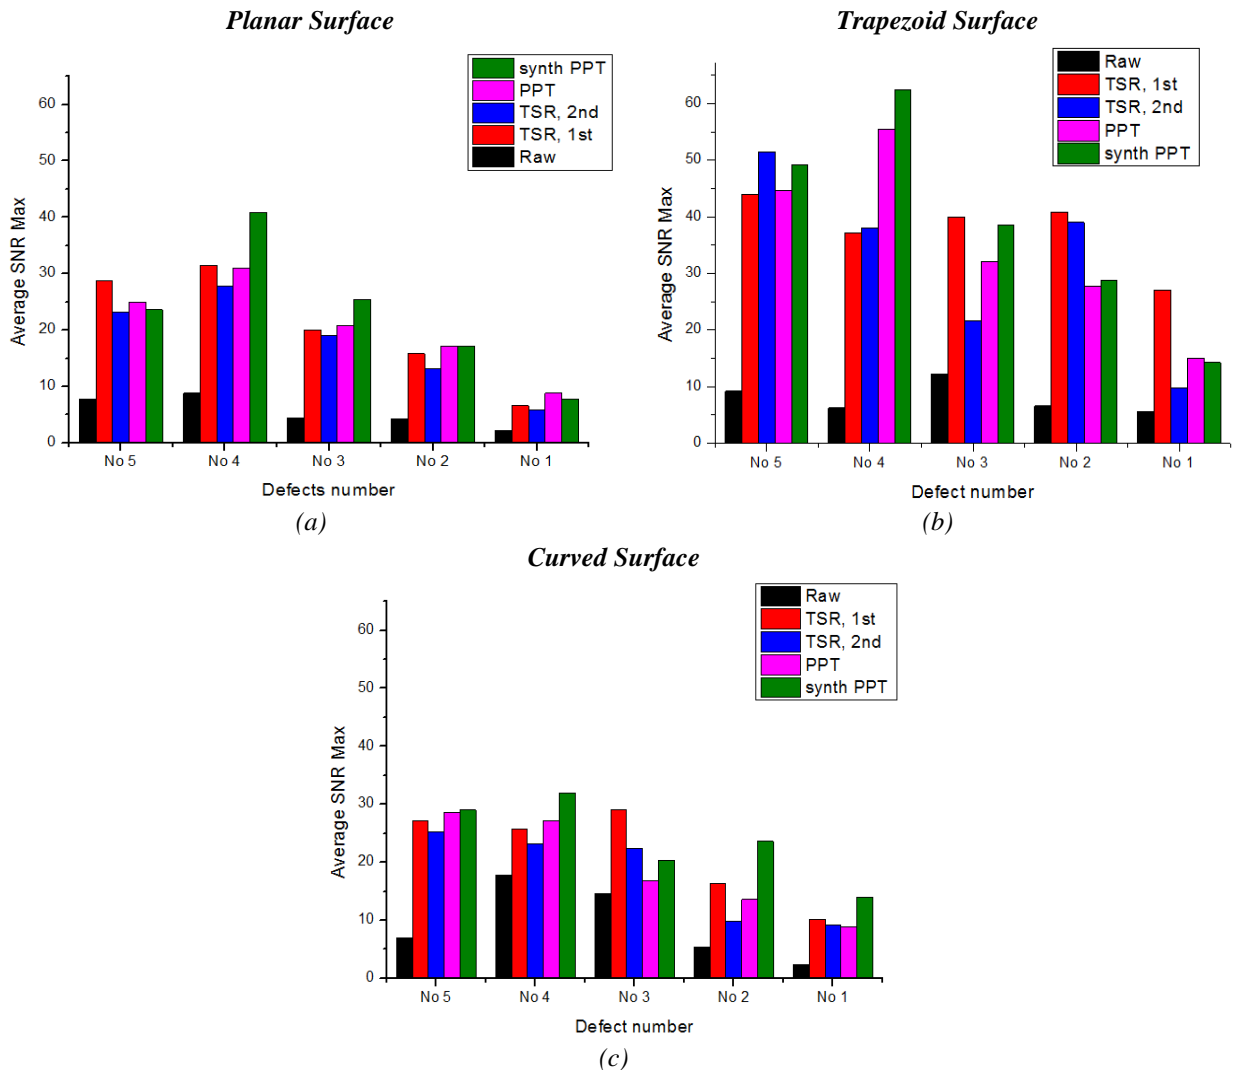 Planar Surface
synth PPT
PPT
TSR, 2nd
TSR, 1st
Raw
60
50
40
30
20
10
0
Average SNR Max
No 5
No 4
No 3
No 2
No 1
Defects number
(a)
Trapezoid Surface
Raw
TSR, 1st
TSR, 2nd
PPT
synth PPT
60
50
40
30
20
10
0
Average SNR Max
No 5
No 4
No 3
No 2
No 1
Defect number
(b)
Curved Surface
Raw
TSR, 1st
TSR, 2nd
PPT
synth PPT
60
50
40
30
20
10
0
Average SNR Max
No 5
No 4
No 3
No 2
No 1
Defect number
(c)